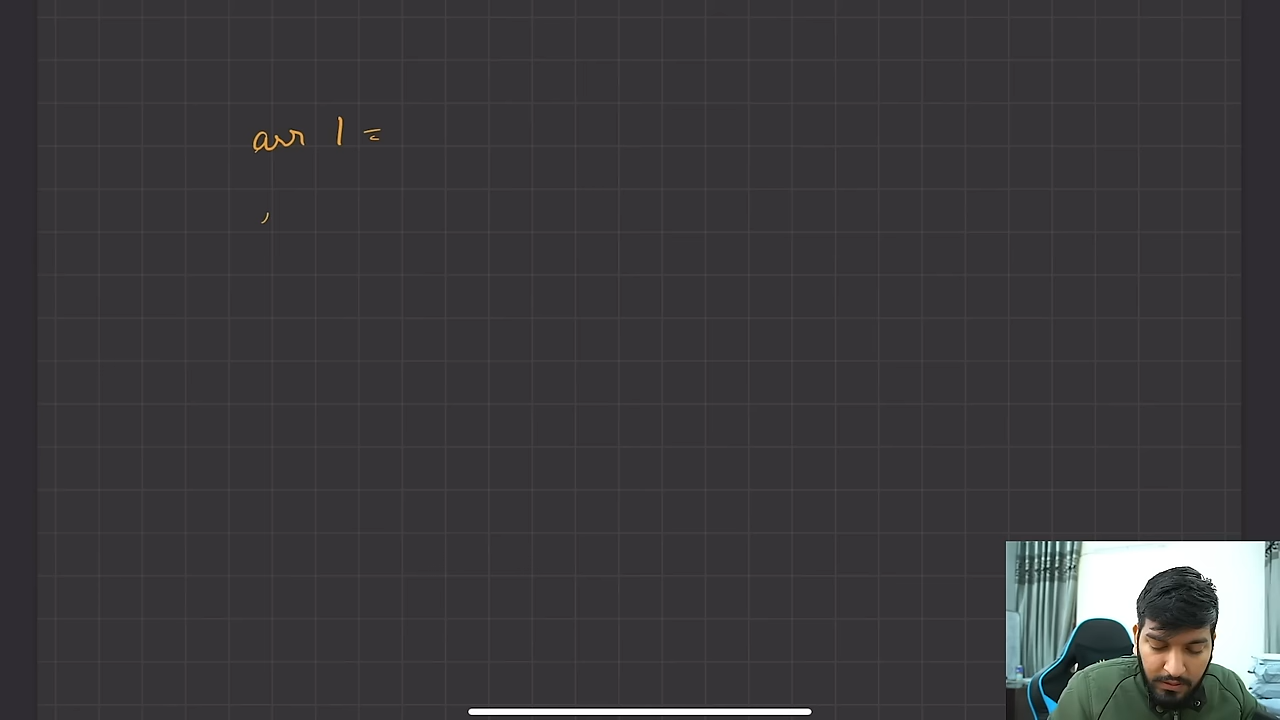 arr 1 =